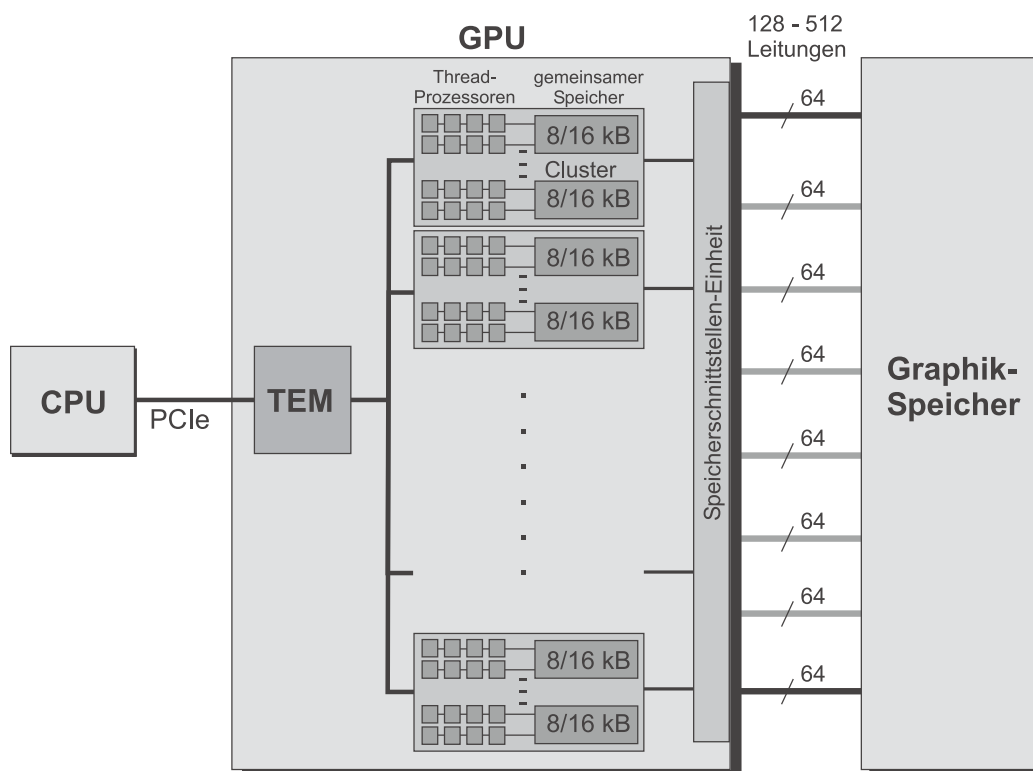 GPU
128 - 512
Leitungen
Thread-
Prozessoren
gemeinsamer
Speicher
8/16 kB
Cluster
8/16 kB
8/16 kB
8/16 kB
8/16 kB
8/16 kB
CPU
PCIe
TEM
Speicherschnittstellen-Einheit
64
64
64
64
64
64
64
64
Graphik-
Speicher